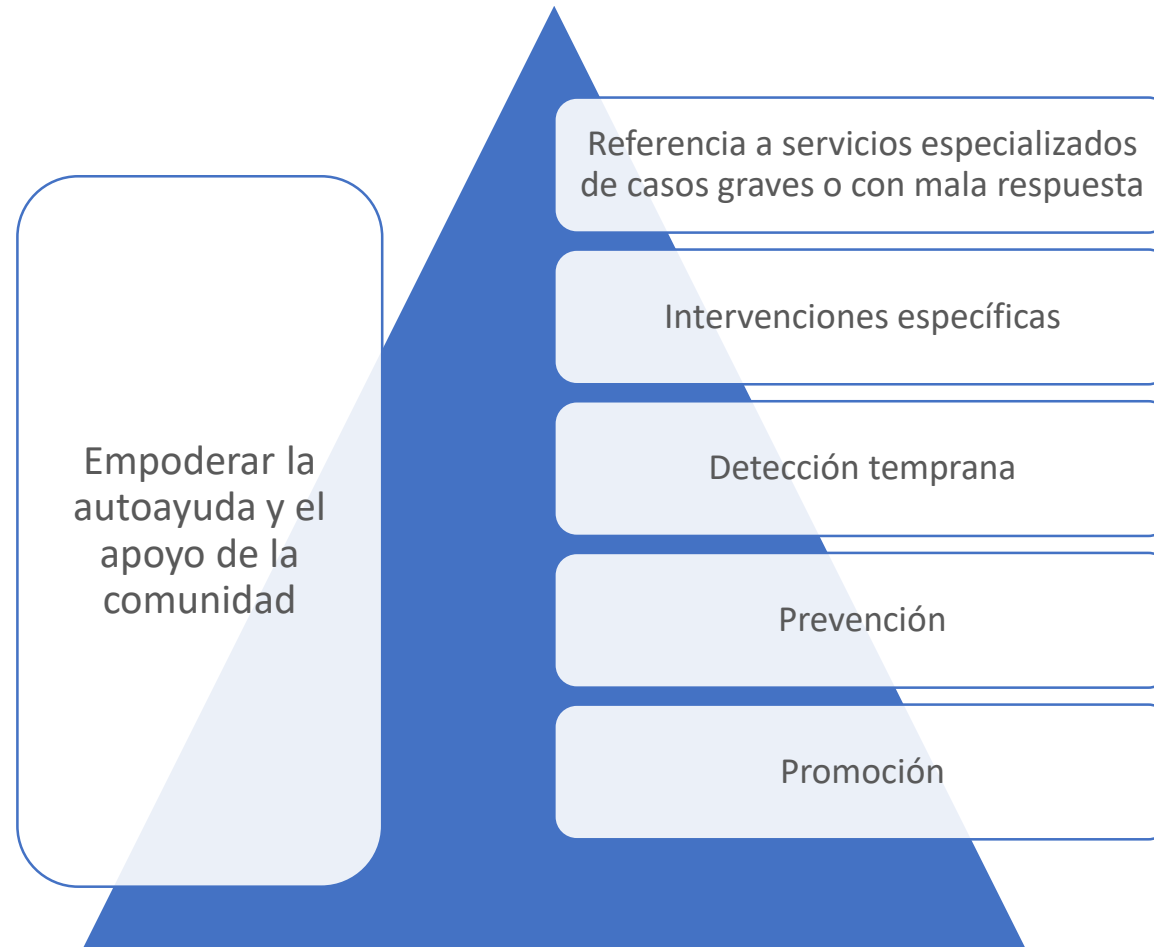 Referencia a servicios especializados
de casos graves o con mala respuesta
Intervenciones específicas
Detección temprana
Prevención
Promoción
Empoderar la
autoayuda y el
apoyo de la
comunidad